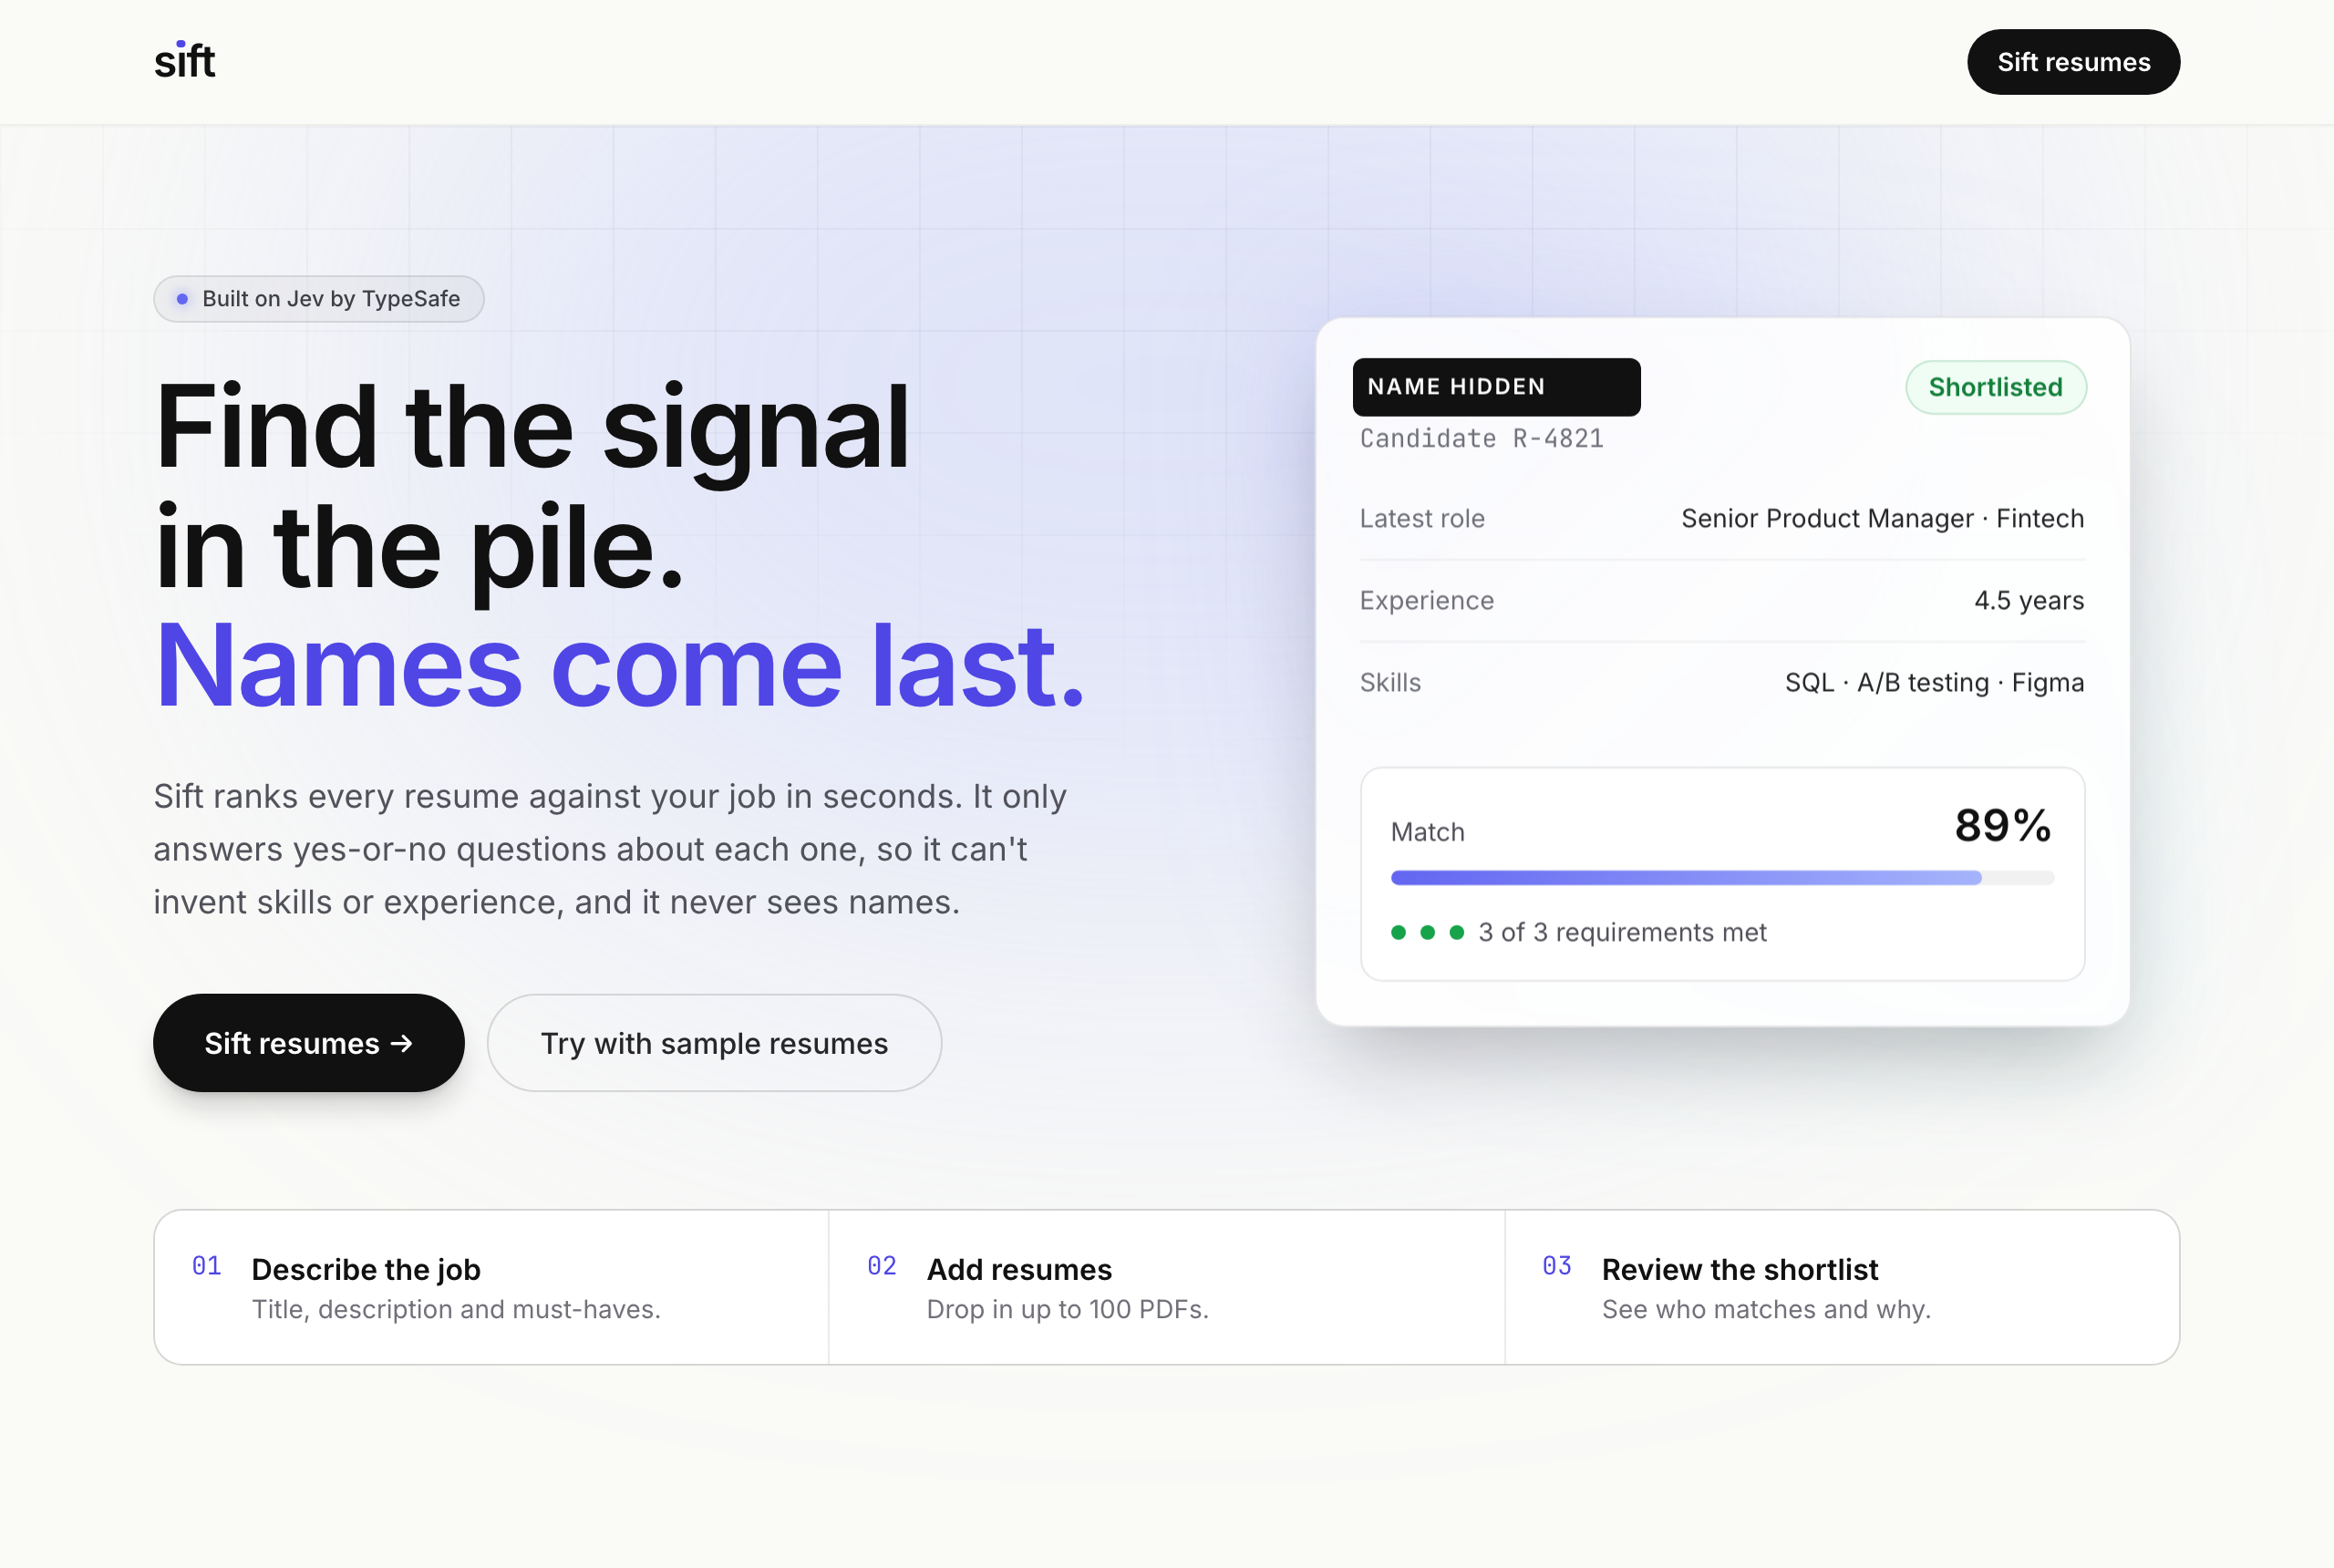 sift
Sift resumes
Built on Jev by TypeSafe
Find the signal
in the pile.
Names come last.
Sift ranks every resume against your job in seconds. It only
answers yes-or-no questions about each one, so it can't
invent skills or experience, and it never sees names.
Sift resumes →
Try with sample resumes
NAME HIDDEN
Shortlisted
Candidate R-4821
Latest role
Senior Product Manager · Fintech
Experience
4.5 years
Skills
SQL · A/B testing · Figma
Match
89%
3 of 3 requirements met
01
Describe the job
Title, description and must-haves.
02
Add resumes
Drop in up to 100 PDFs.
03
Review the shortlist
See who matches and why.